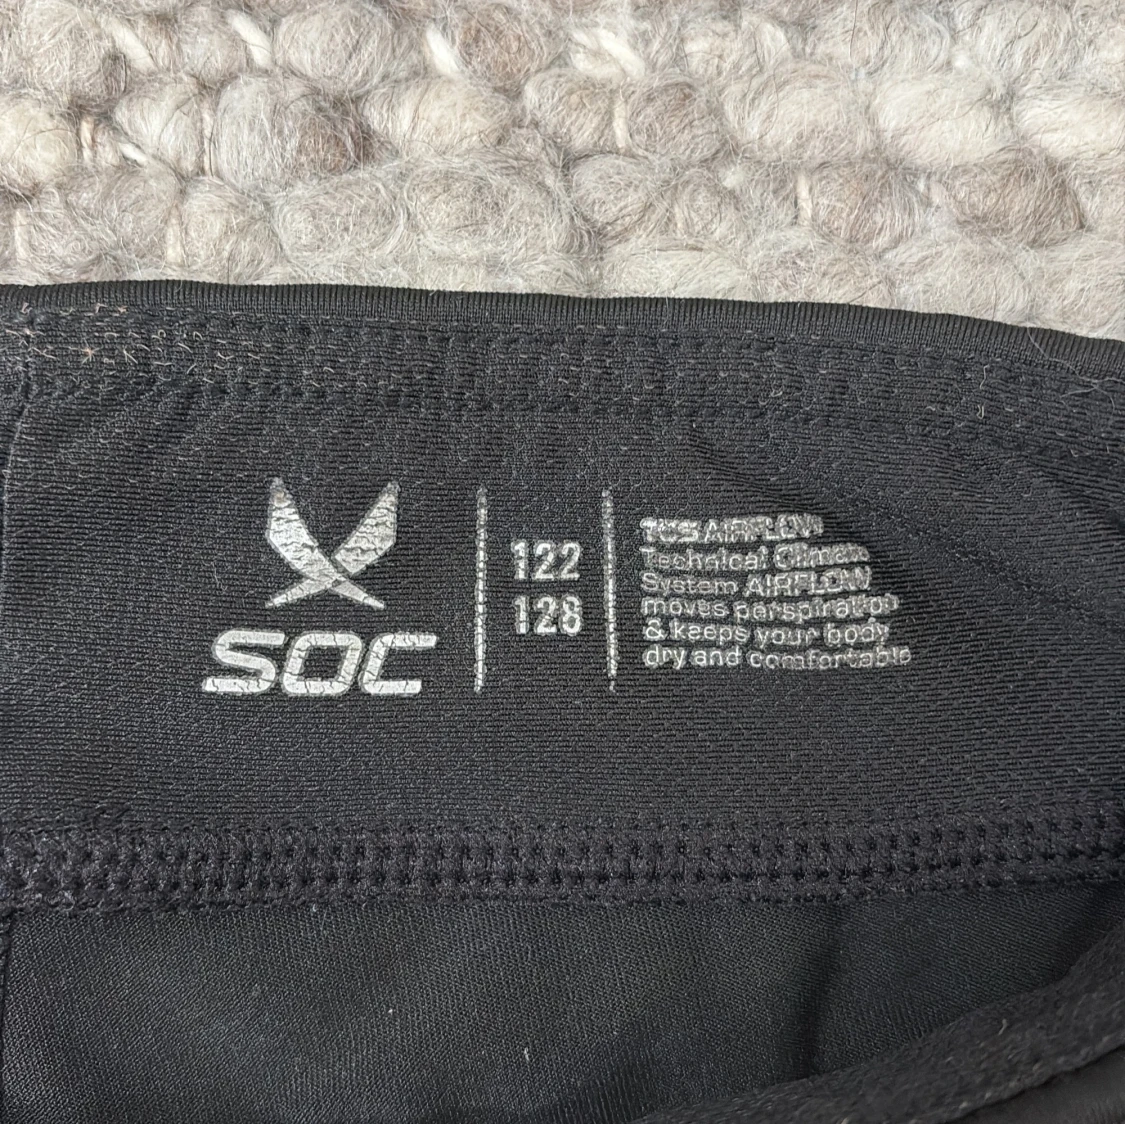 SOC
122
128
TCS AIRFLOW
Technical Climate
System AIRFLOW
moves perspiration
& keeps your body
dry and comfortable